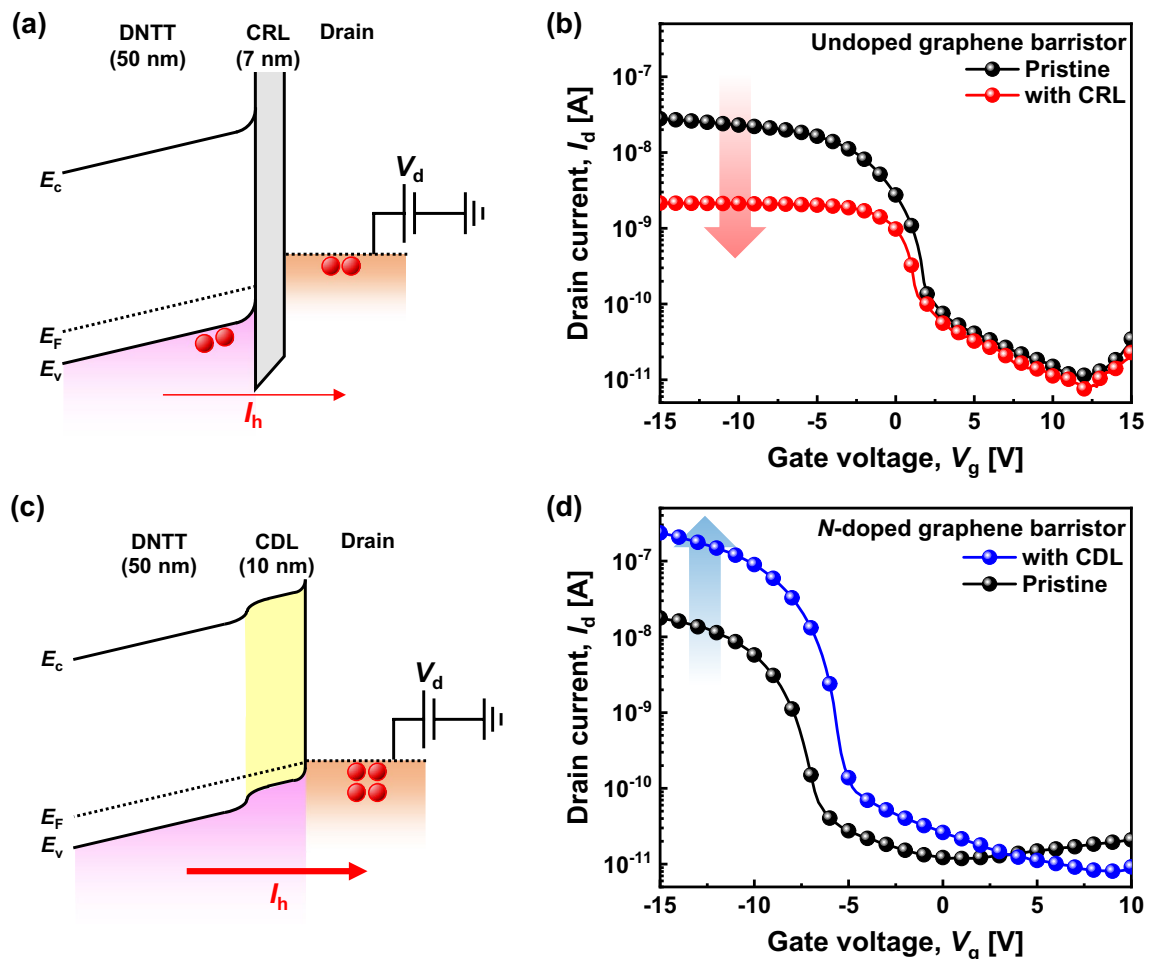 (a)
DNTT CRL Drain
(50 nm) (7 nm)
Ec
Vd
EF
Ev
Ih
(b)
Undoped graphene barristor
Pristine
with CRL
Drain current, Id [A]
10⁻⁷
10⁻⁸
10⁻⁹
10⁻¹⁰
10⁻¹¹
-15 -10 -5 0 5 10 15
Gate voltage, Vg [V]
(c)
DNTT CDL Drain
(50 nm) (10 nm)
Ec
Vd
EF
Ev
Ih
(d)
N-doped graphene barristor
with CDL
Pristine
Drain current, Id [A]
10⁻⁷
10⁻⁸
10⁻⁹
10⁻¹⁰
10⁻¹¹
-15 -10 -5 0 5 10
Gate voltage, Vg [V]